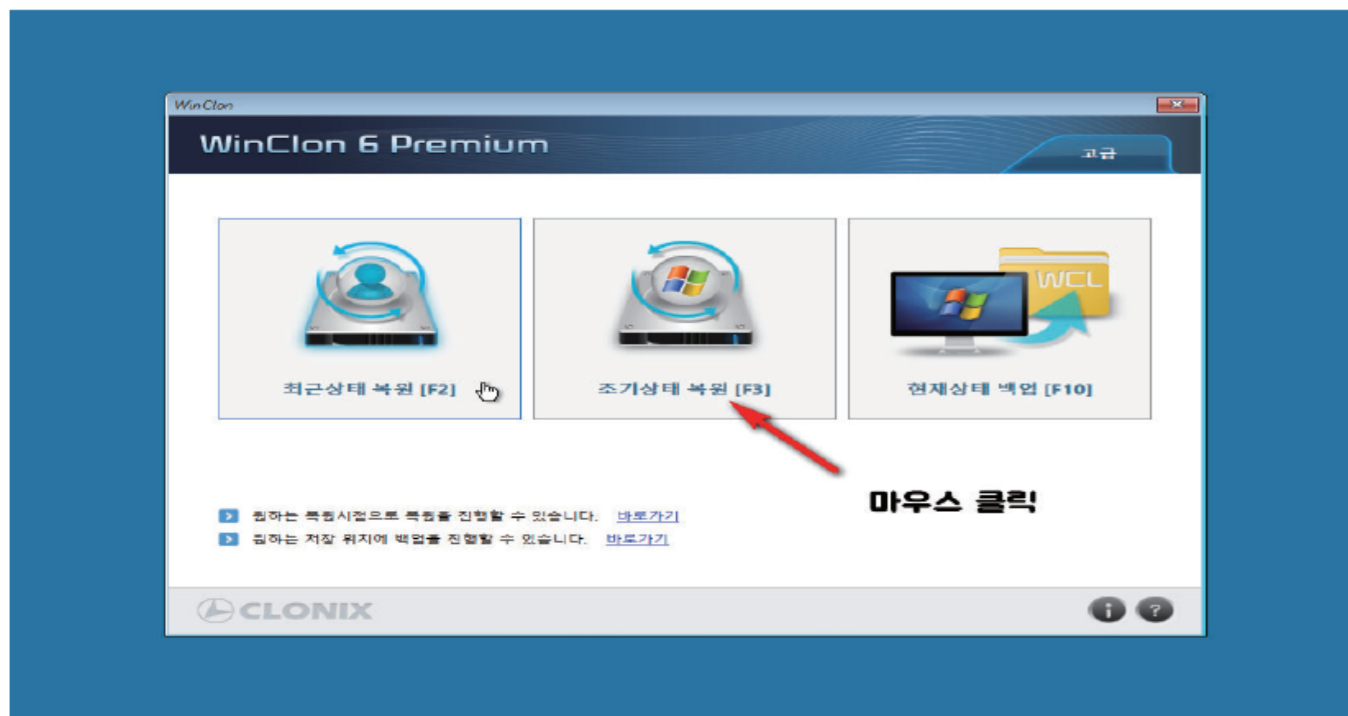 WinClon
WinClon 6 Premium
고급
WCL
최근상태 복원 [F2]
초기상태 복원 [F3]
현재상태 백업 [F10]
마우스 클릭
원하는 복원시점으로 복원을 진행할 수 있습니다. 바로가기
원하는 저장 위치에 백업을 진행할 수 있습니다. 바로가기
CLONIX